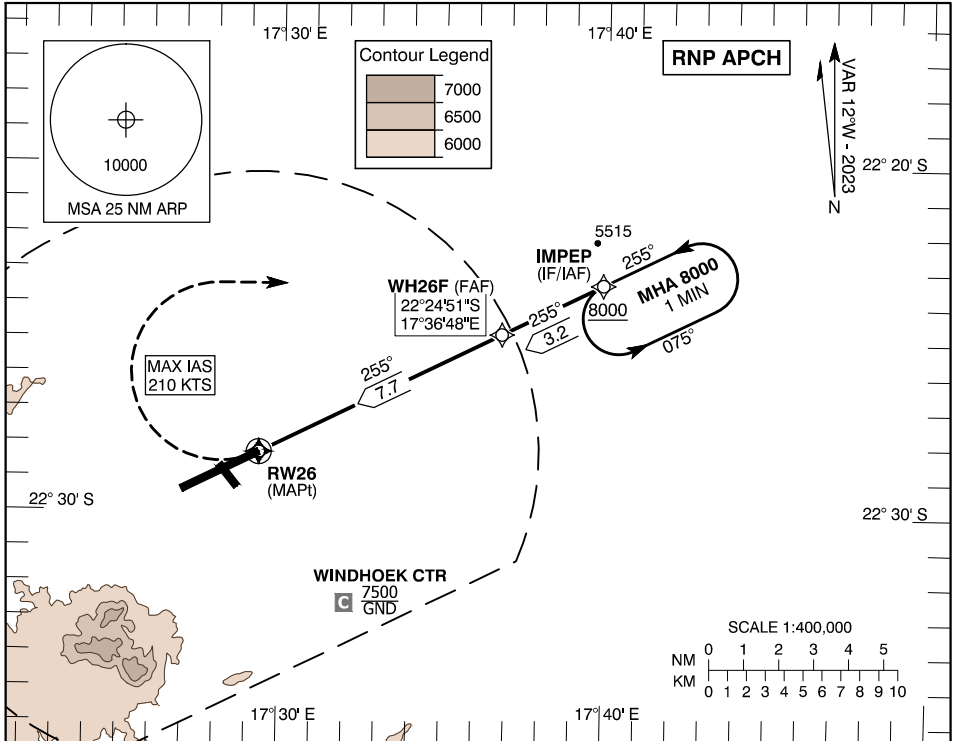 17° 30' E
17° 40' E
Contour Legend
7000
6500
6000
RNP APCH
VAR 12°W - 2023
N
10000
MSA 25 NM ARP
22° 20' S
5515
IMPEP
(IF/IAF)
255°
MHA 8000
1 MIN
8000
075°
WH26F (FAF)
22°24'51"S
17°36'48"E
255°
3.2
255°
7.7
MAX IAS
210 KTS
RW26
(MAPt)
22° 30' S
22° 30' S
WINDHOEK CTR
C 7500
GND
SCALE 1:400,000
NM 0 1 2 3 4 5
KM 0 1 2 3 4 5 6 7 8 9 10
17° 30' E
17° 40' E